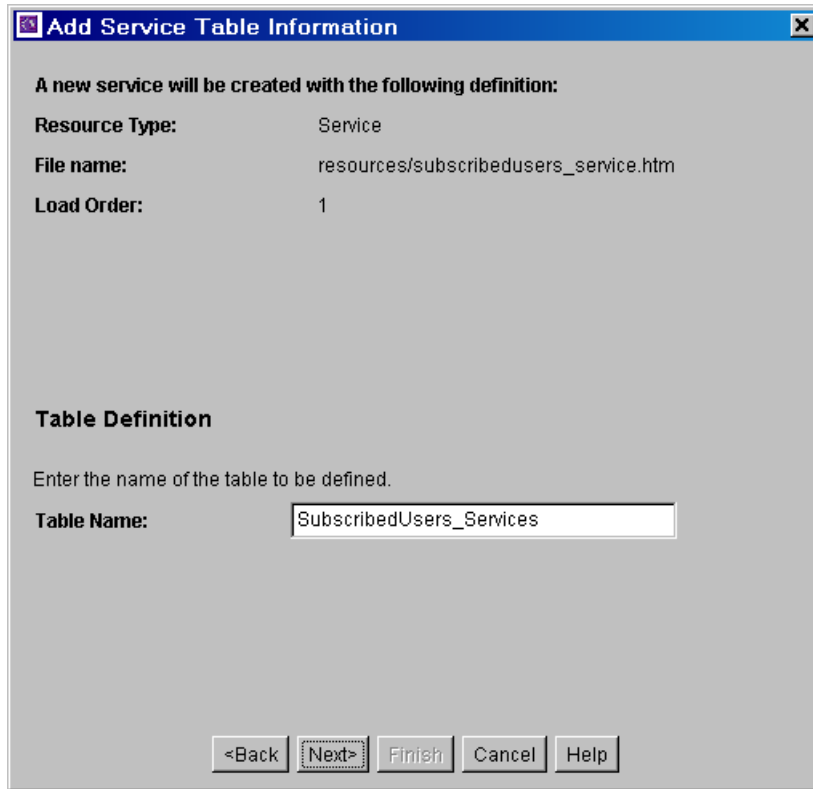 Add Service Table Information
A new service will be created with the following definition:
Resource Type: Service
File name: resources/subscribedusers_service.htm
Load Order: 1
Table Definition
Enter the name of the table to be defined.
Table Name: SubscribedUsers_Services
<Back Next> Finish Cancel Help